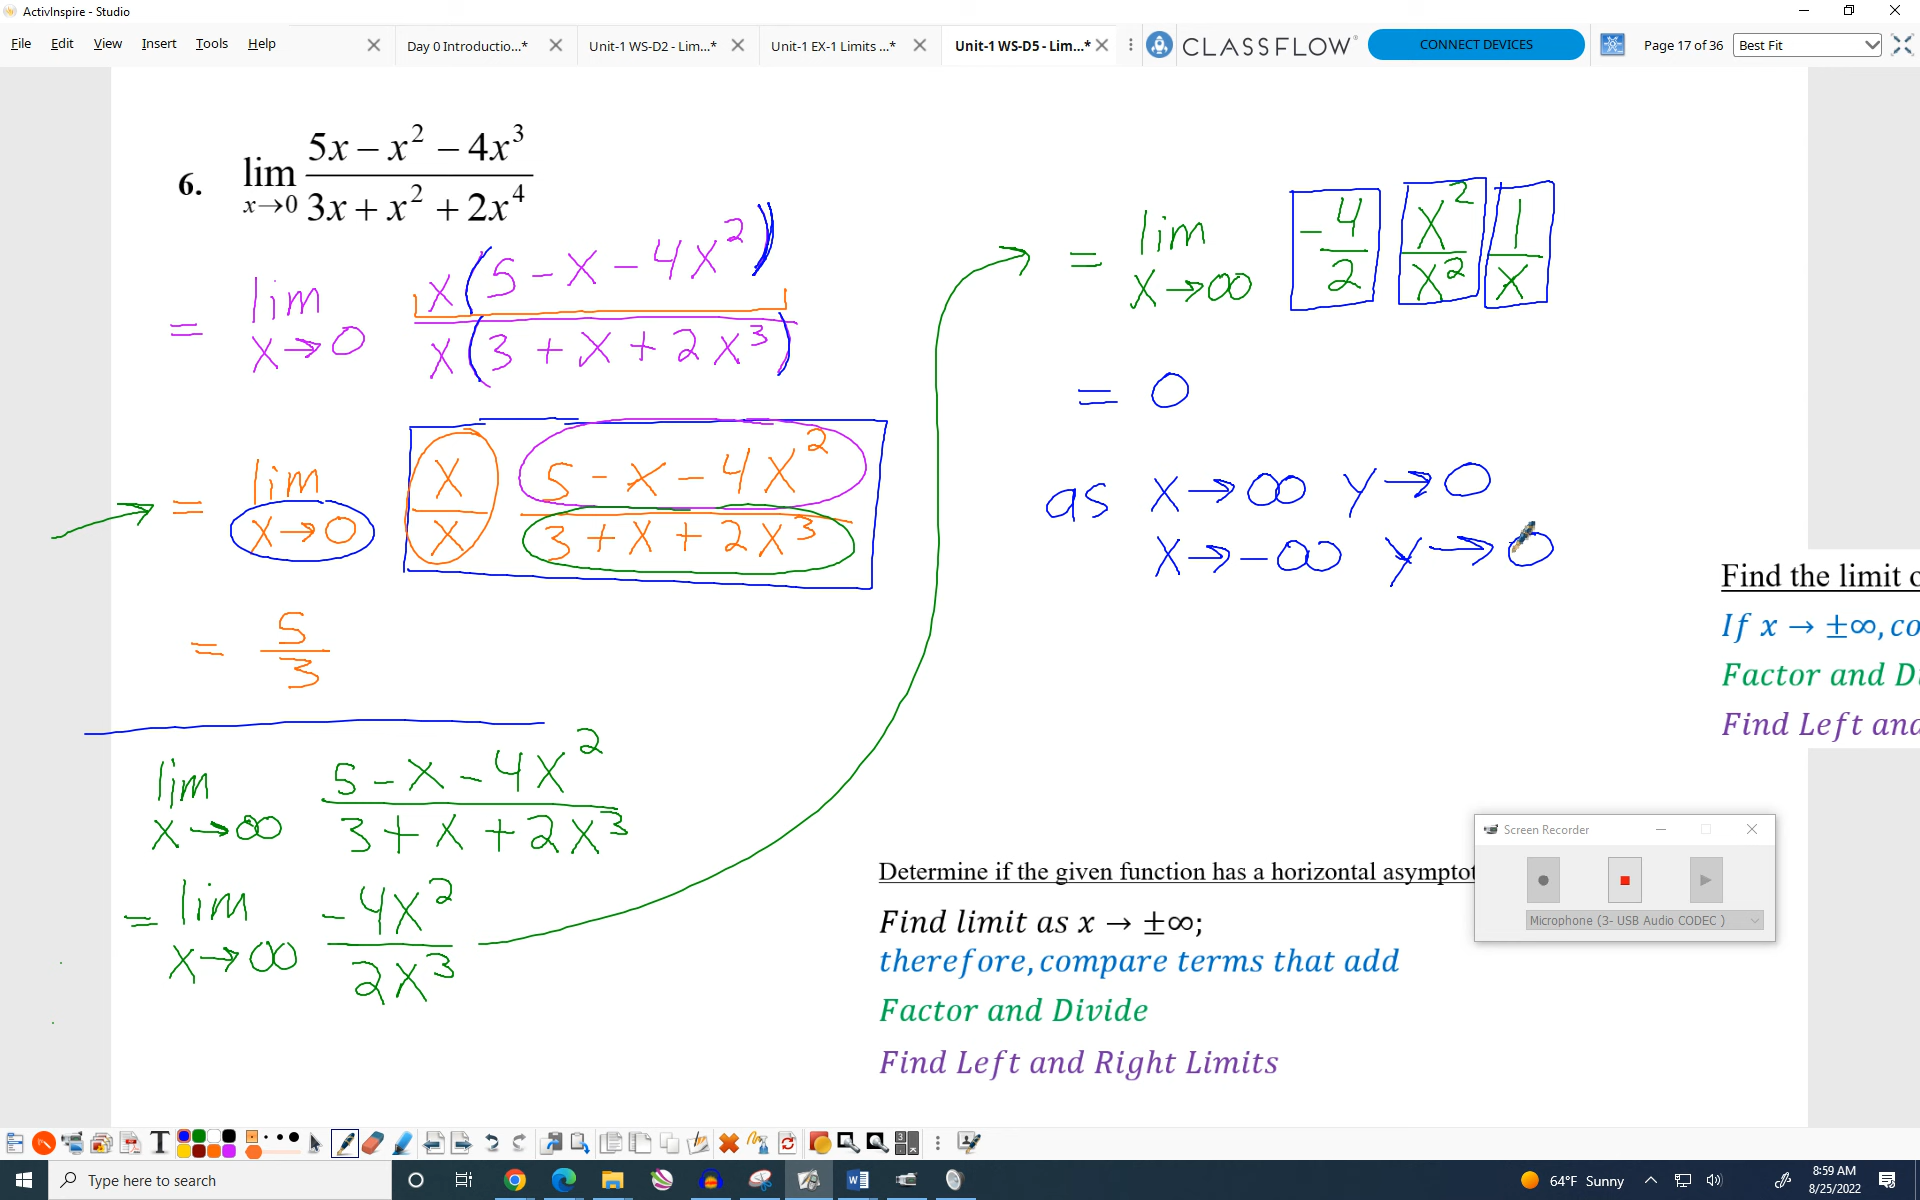 ActivInspire - Studio
File Edit View Insert Tools Help
Day 0 Introductio...* Unit-1 WS-D2 - Lim...* Unit-1 EX-1 Limits ...* Unit-1 WS-D5 - Lim...*
CLASSFLOW CONNECT DEVICES Page 17 of 36 Best Fit
6. lim x→0 (5x − x² − 4x³)/(3x + x² + 2x⁴)
= lim x→0 x(5 − x − 4x²)/x(3 + x + 2x³)
= lim x→0 x/x (5 − x − 4x²)/(3 + x + 2x³)
= 5/3
lim x→∞ (5 − x − 4x²)/(3 + x + 2x³)
= lim x→∞ −4x²/2x³
= lim x→∞ −4/2 x²/x² 1/x
= 0
as x→∞ y→0
x→−∞ y→0
Find the limit o
If x → ±∞, co
Factor and Di
Find Left and
Determine if the given function has a horizontal asymptot
Find limit as x → ±∞;
therefore, compare terms that add
Factor and Divide
Find Left and Right Limits
Screen Recorder
Microphone (3- USB Audio CODEC )
Type here to search
64°F Sunny
8:59 AM
8/25/2022